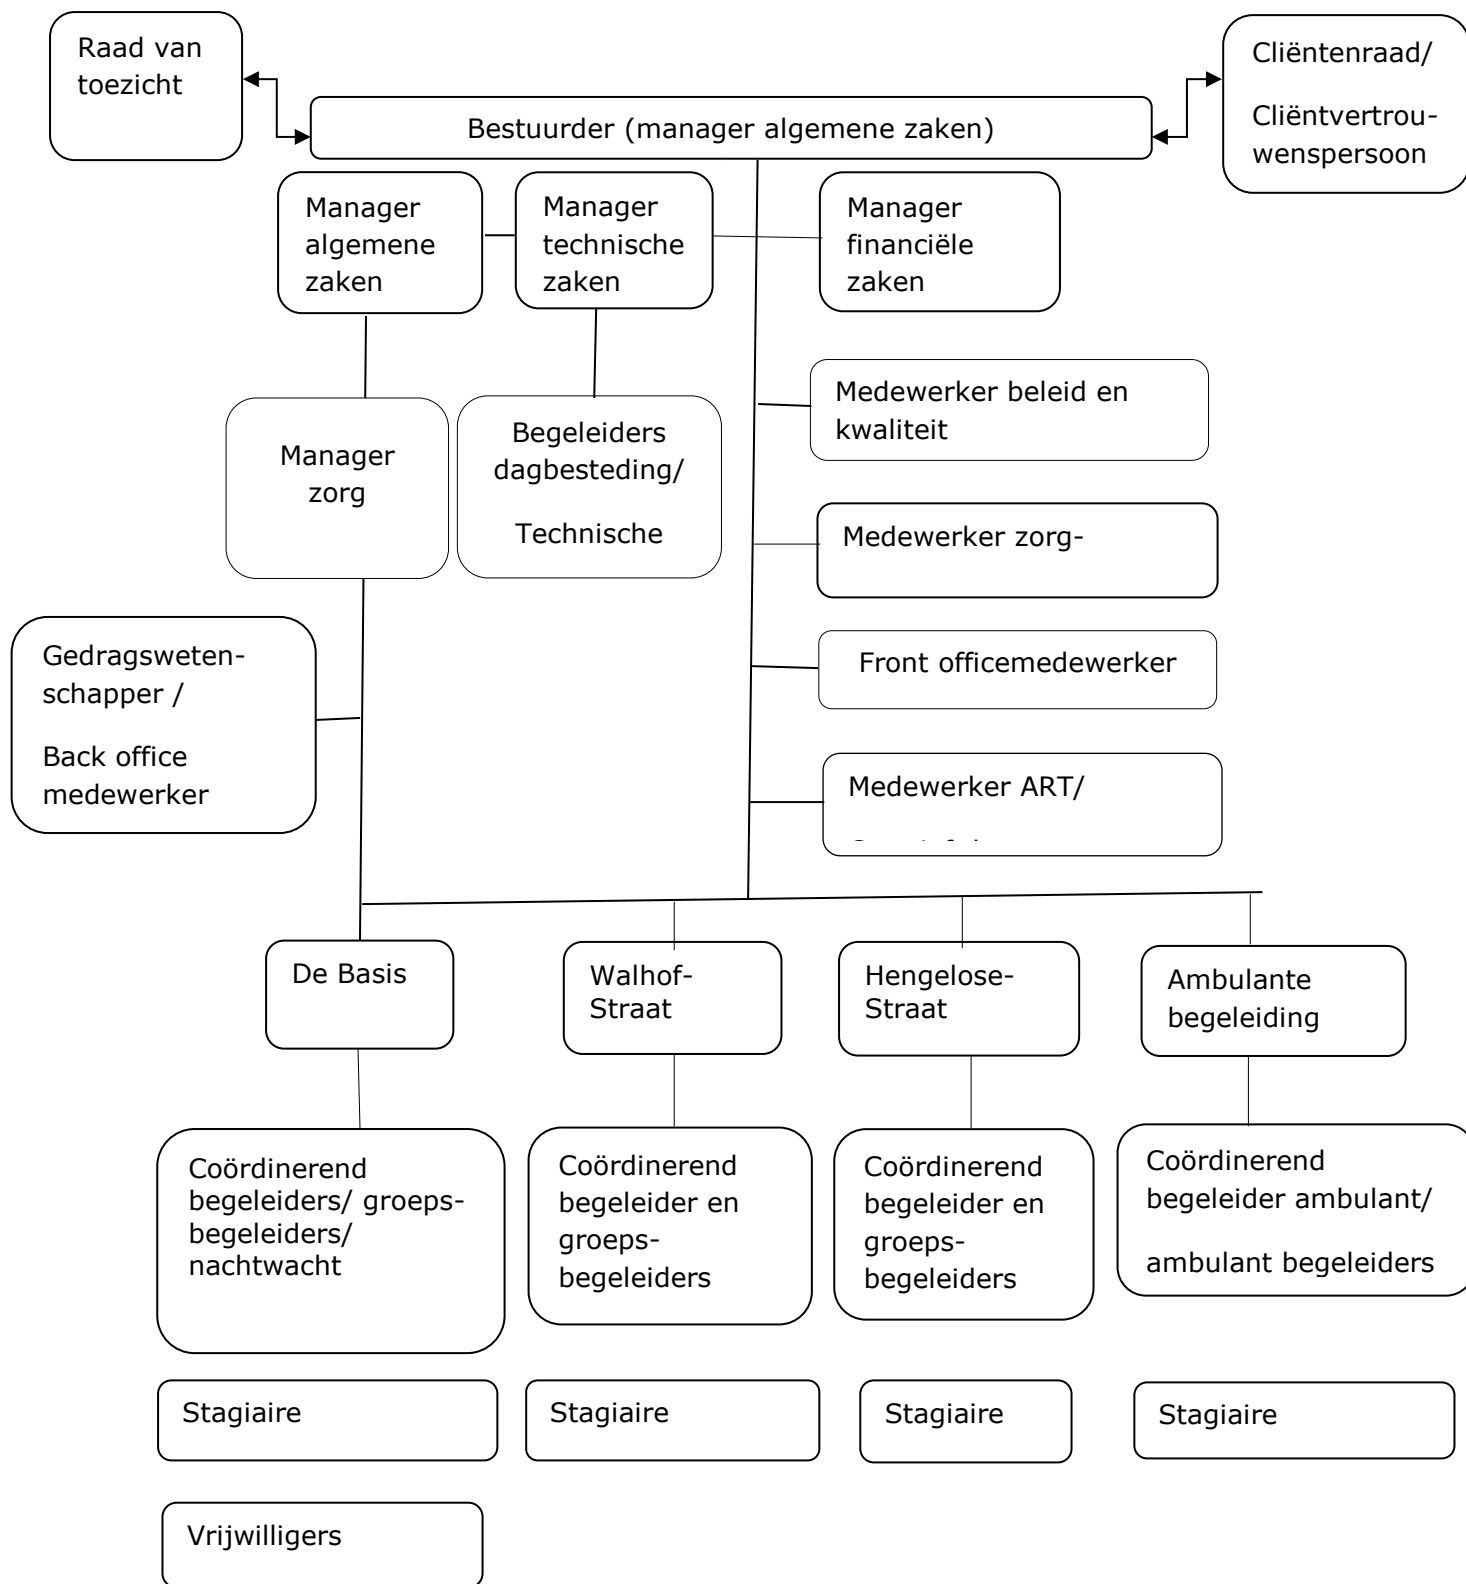 Raad van
toezicht
Cliëntenraad/
Cliëntvertrou-
wenspersoon
Bestuurder (manager algemene zaken)
Manager
algemene
zaken
Manager
technische
zaken
Manager
financiële
zaken
Medewerker beleid en
kwaliteit
Manager
zorg
Begeleiders
dagbesteding/
Technische
Medewerker zorg-
Gedragsweten-
schapper /
Back office
medewerker
Front officemedewerker
Medewerker ART/
De Basis
Walhof-
Straat
Hengelose-
Straat
Ambulante
begeleiding
Coördinerend
begeleiders/ groeps-
begeleiders/
nachtwacht
Coördinerend
begeleider en
groeps-
begeleiders
Coördinerend
begeleider en
groeps-
begeleiders
Coördinerend
begeleider ambulant/
ambulant begeleiders
Stagiaire
Stagiaire
Stagiaire
Stagiaire
Vrijwilligers